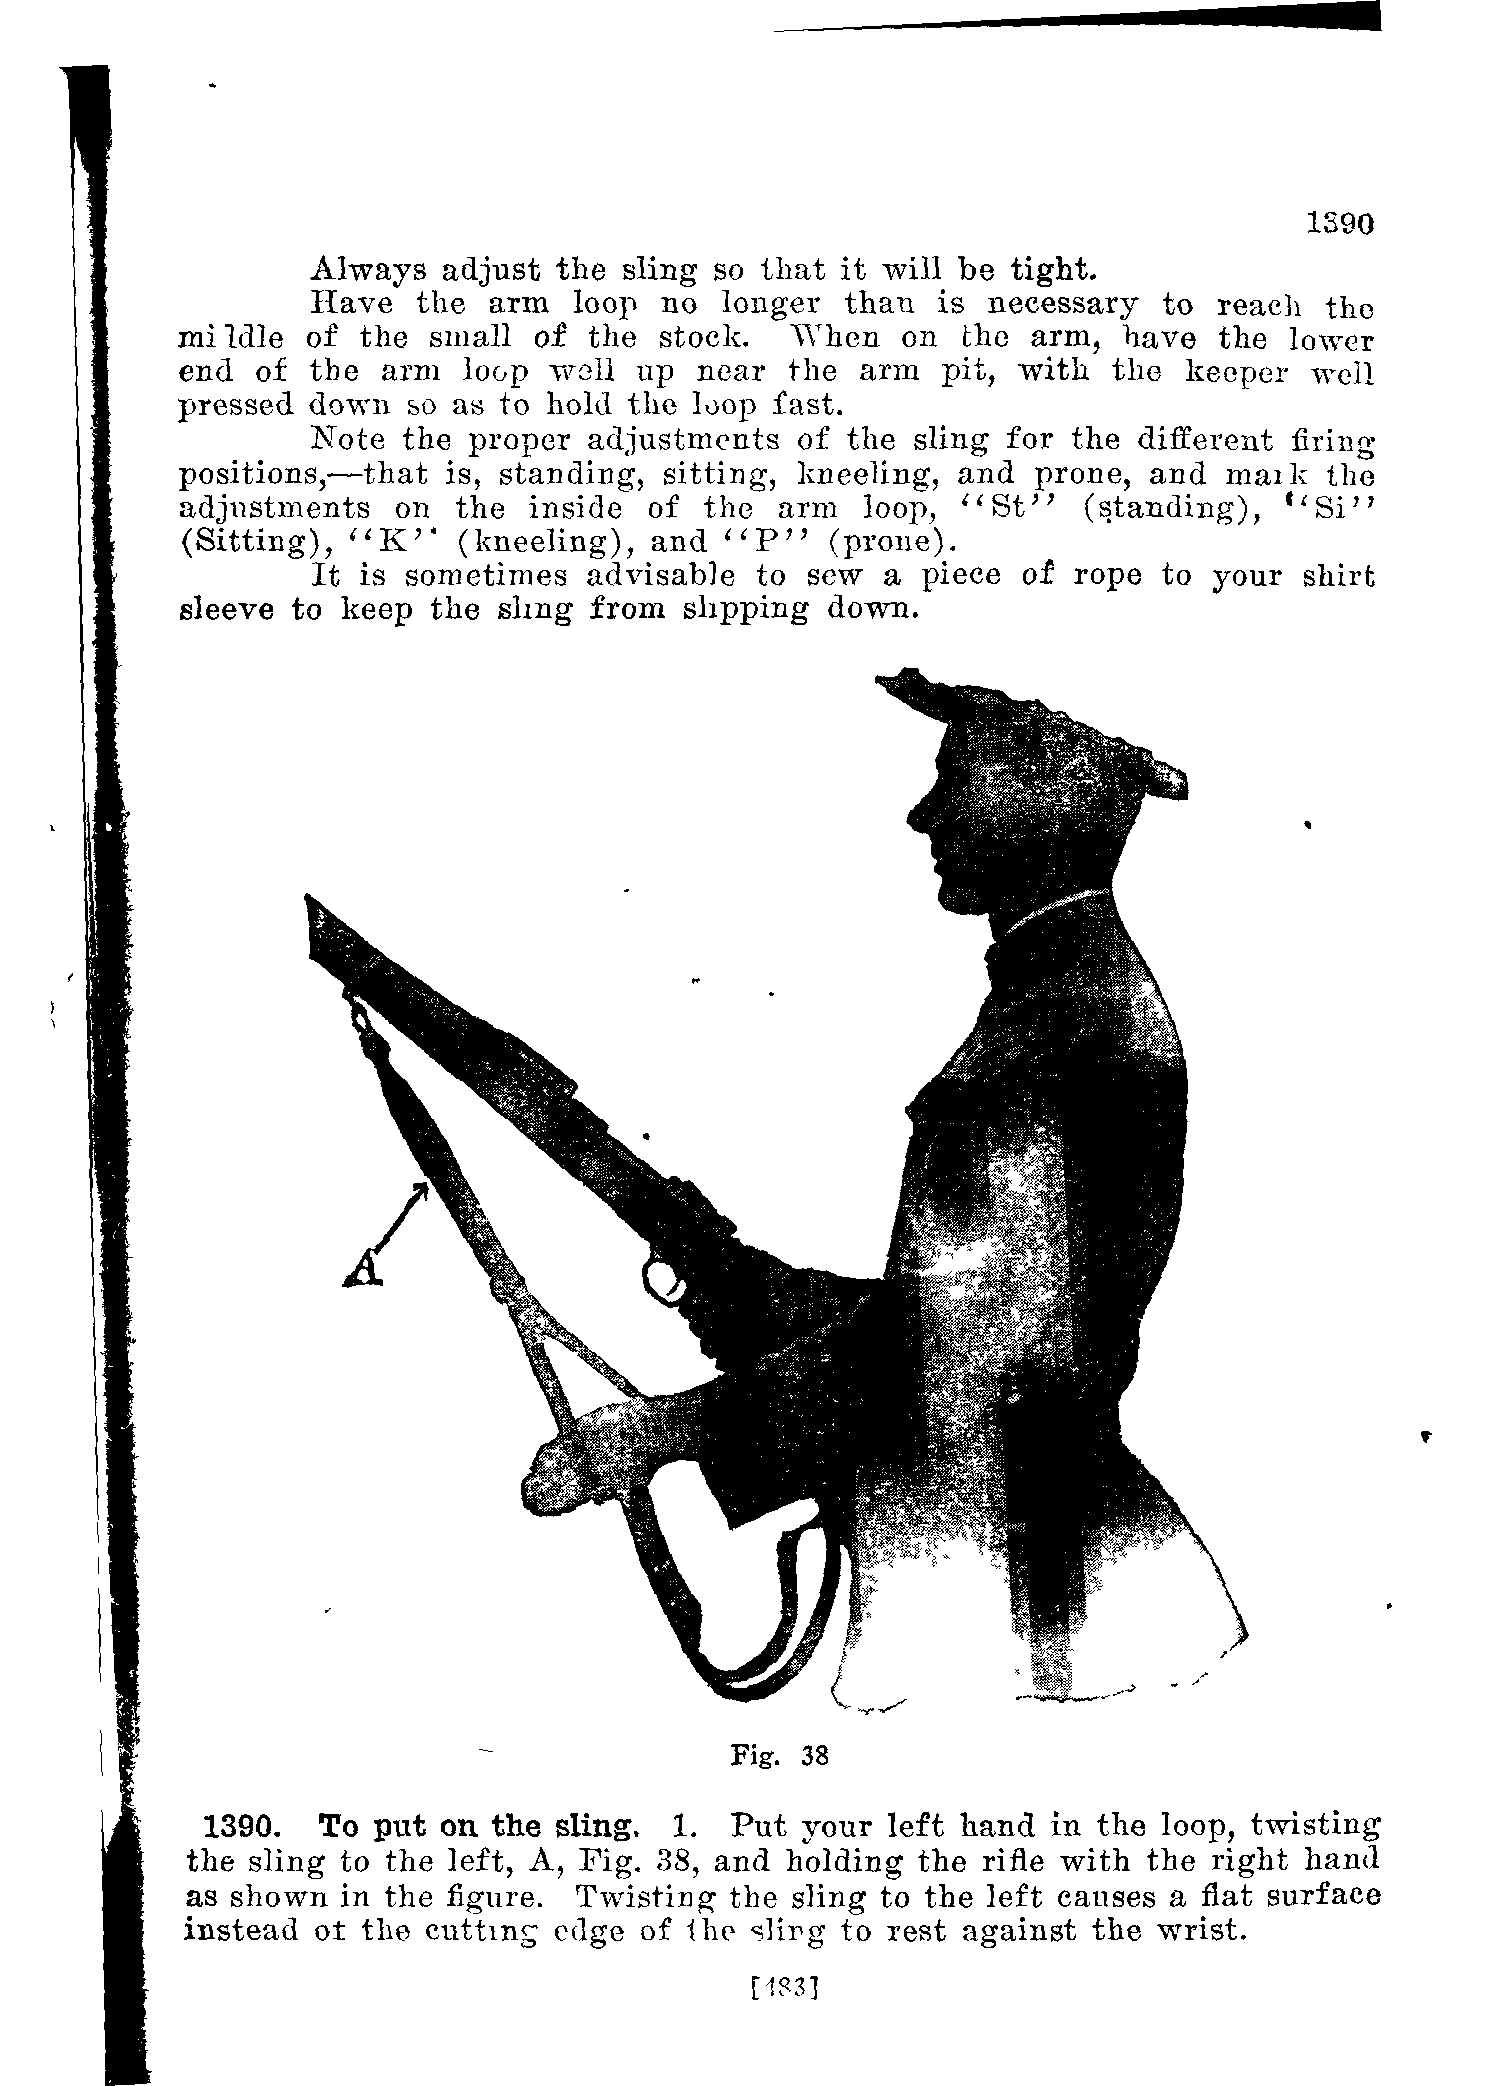 1390
Always adjust the sling so that it will be tight.
Have the arm loop no longer than is necessary to reach the
middle of the small of the stock. When on the arm, have the lower
end of the arm loop well up near the arm pit, with the keeper well
pressed down so as to hold the loop fast.
Note the proper adjustments of the sling for the different firing
positions,—that is, standing, sitting, kneeling, and prone, and mark the
adjustments on the inside of the arm loop, "St" (standing), "Si"
(Sitting), "K" (kneeling), and "P" (prone).
It is sometimes advisable to sew a piece of rope to your shirt
sleeve to keep the sling from slipping down.
A
Fig. 38
1390. To put on the sling. 1. Put your left hand in the loop, twisting
the sling to the left, A, Fig. 38, and holding the rifle with the right hand
as shown in the figure. Twisting the sling to the left causes a flat surface
instead of the cutting edge of the sling to rest against the wrist.
[183]